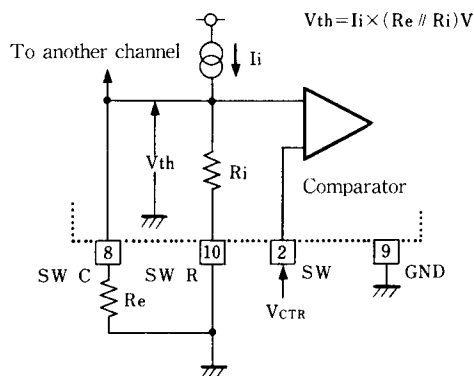 Vth=Ii×(Re // Ri)V
To another channel
Ii
Vth
Ri
Comparator
8
10
2
9
SW C
SW R
SW
GND
Re
VCTR